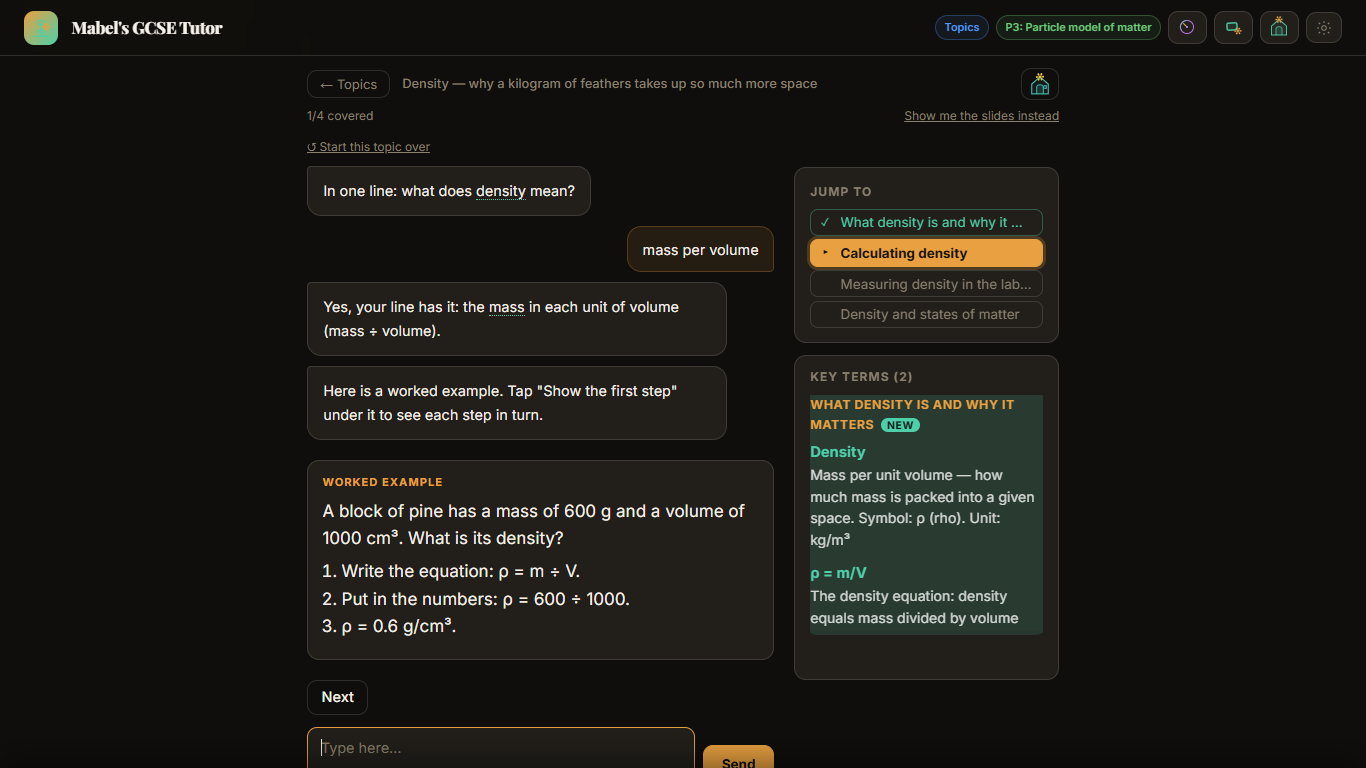 Mabel's GCSE Tutor
Topics
P3: Particle model of matter
← Topics
Density — why a kilogram of feathers takes up so much more space
1/4 covered
Show me the slides instead
↺ Start this topic over
In one line: what does density mean?
mass per volume
Yes, your line has it: the mass in each unit of volume
(mass ÷ volume).
Here is a worked example. Tap "Show the first step"
under it to see each step in turn.
WORKED EXAMPLE
A block of pine has a mass of 600 g and a volume of
1000 cm³. What is its density?
1. Write the equation: ρ = m ÷ V.
2. Put in the numbers: ρ = 600 ÷ 1000.
3. ρ = 0.6 g/cm³.
Next
Type here...
Send
JUMP TO
✓ What density is and why it ...
▸ Calculating density
Measuring density in the lab...
Density and states of matter
KEY TERMS (2)
WHAT DENSITY IS AND WHY IT
MATTERS NEW
Density
Mass per unit volume — how
much mass is packed into a given
space. Symbol: ρ (rho). Unit:
kg/m³
ρ = m/V
The density equation: density
equals mass divided by volume